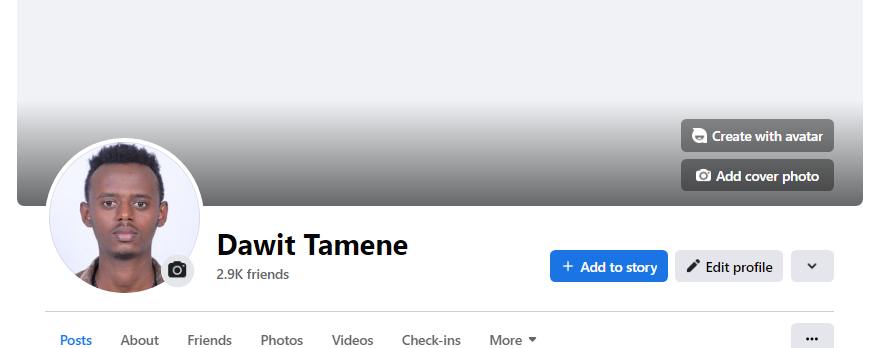 Create with avatar
Add cover photo
Dawit Tamene
2.9K friends
+ Add to story
Edit profile
Posts About Friends Photos Videos Check-ins More